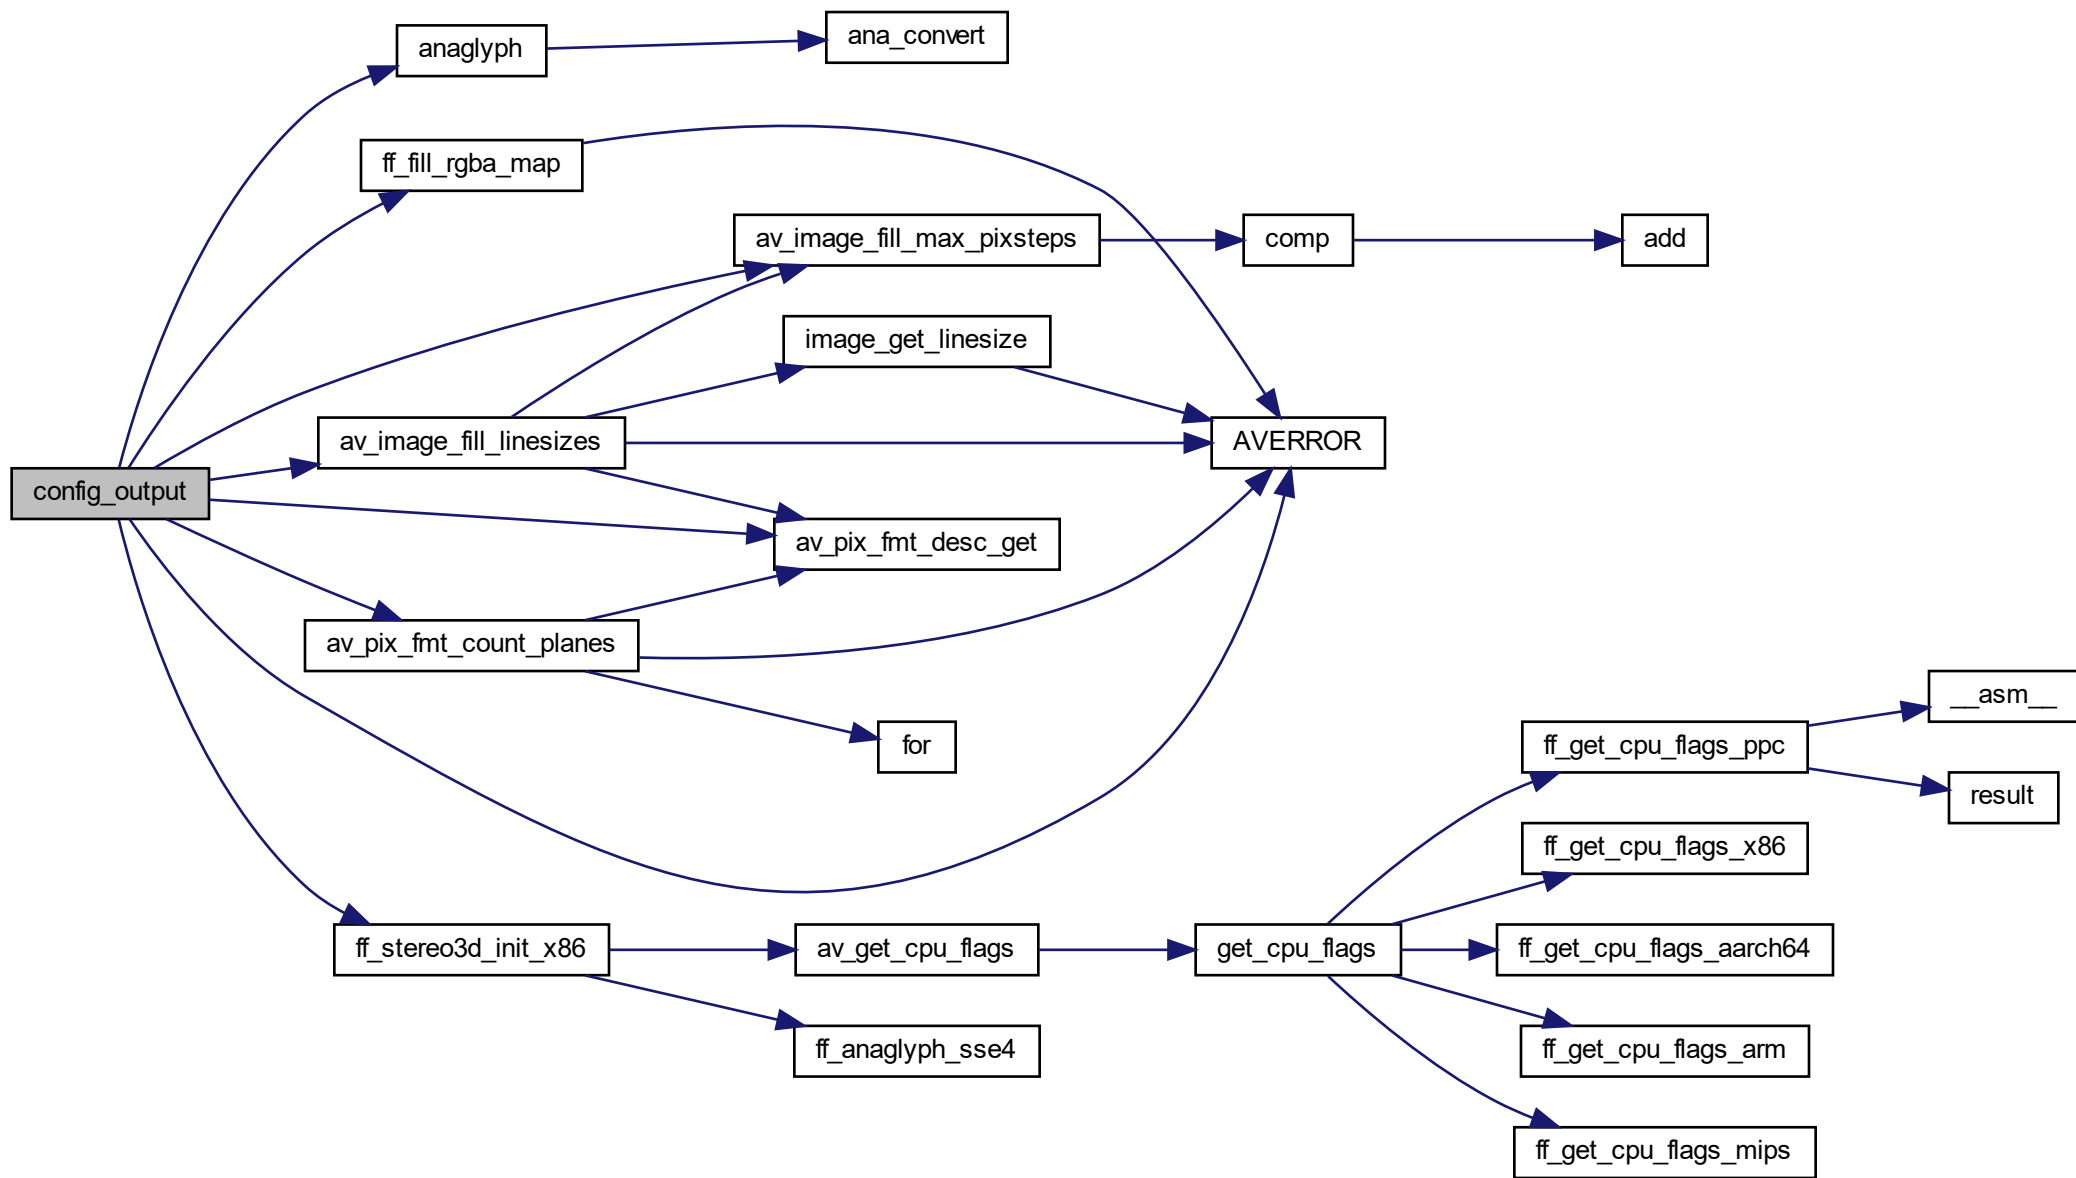 anaglyph
ana_convert
ff_fill_rgba_map
av_image_fill_max_pixsteps
comp
add
image_get_linesize
av_image_fill_linesizes
AVERROR
config_output
av_pix_fmt_desc_get
av_pix_fmt_count_planes
for
__asm__
ff_get_cpu_flags_ppc
result
ff_get_cpu_flags_x86
ff_stereo3d_init_x86
av_get_cpu_flags
get_cpu_flags
ff_get_cpu_flags_aarch64
ff_anaglyph_sse4
ff_get_cpu_flags_arm
ff_get_cpu_flags_mips